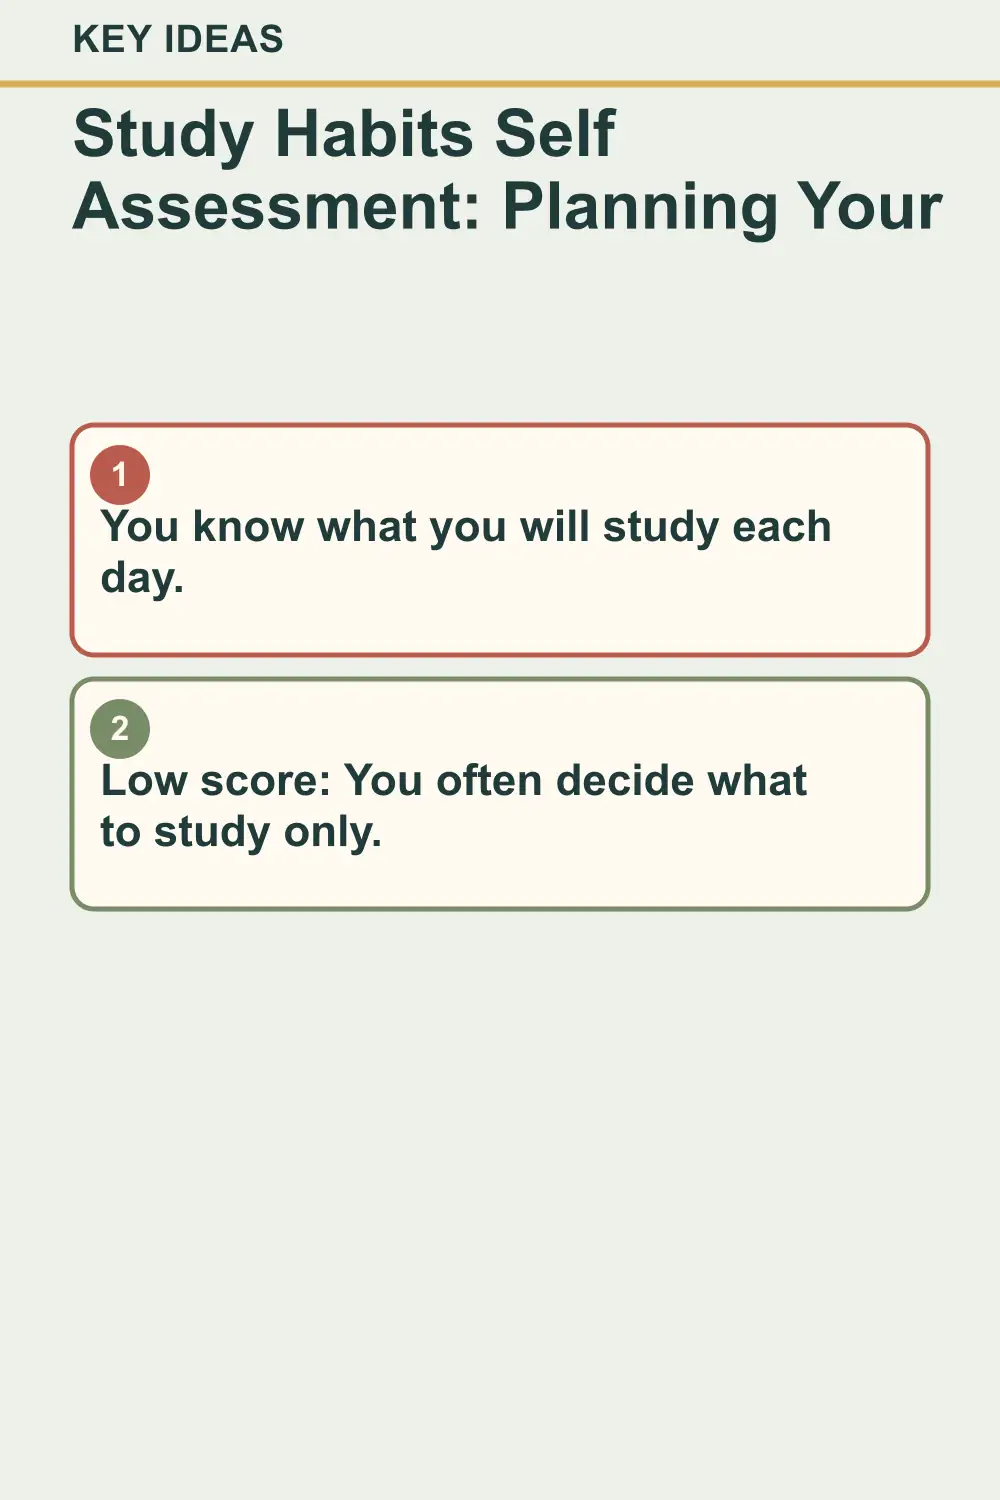 KEY IDEAS
Study Habits Self
Assessment: Planning Your
1
You know what you will study each
day.
2
Low score: You often decide what
to study only.